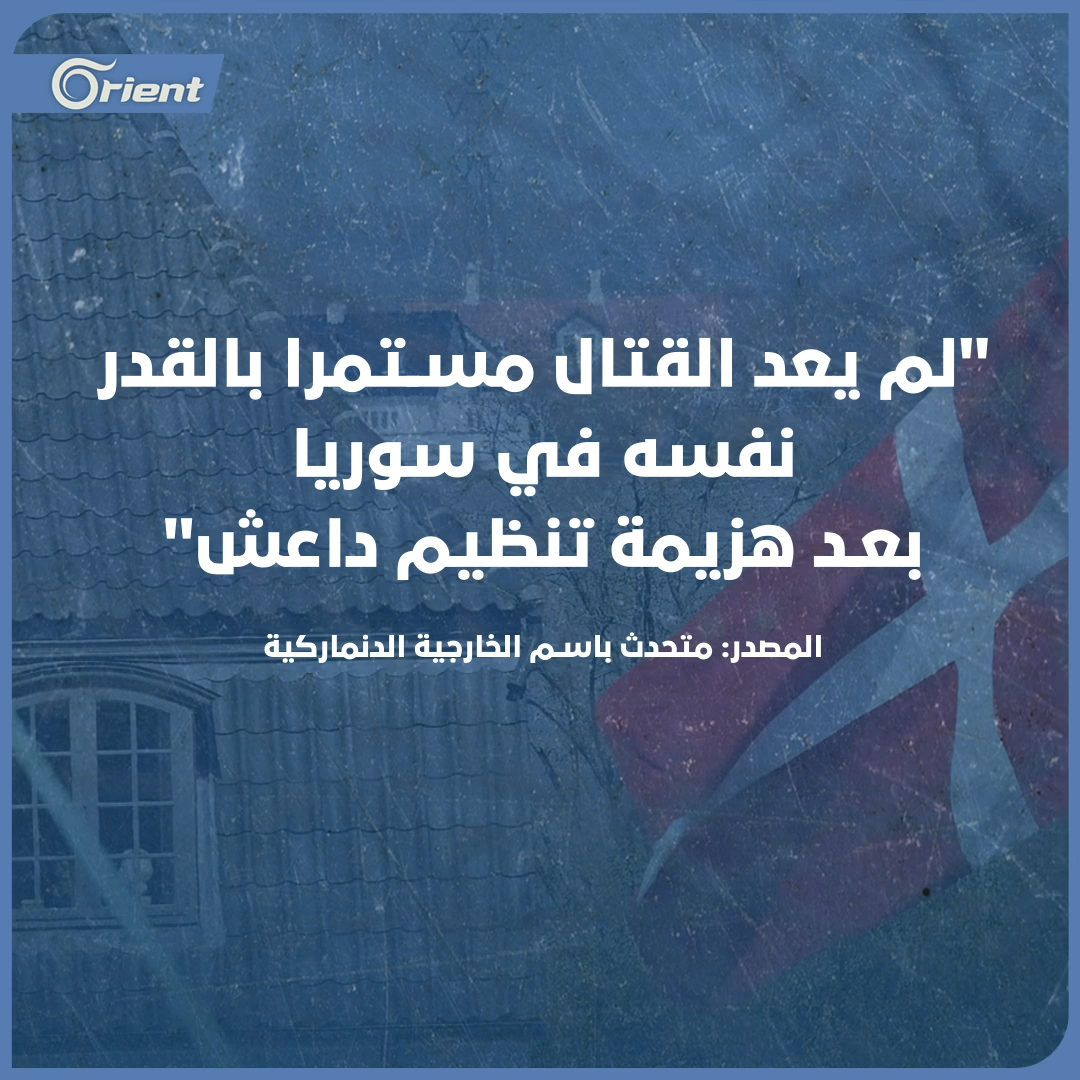 Orient
"لم يعد القتال مستمرا بالقدر
نفسه في سوريا
بعد هزيمة تنظيم داعش"
المصدر: متحدث باسم الخارجية الدنماركية